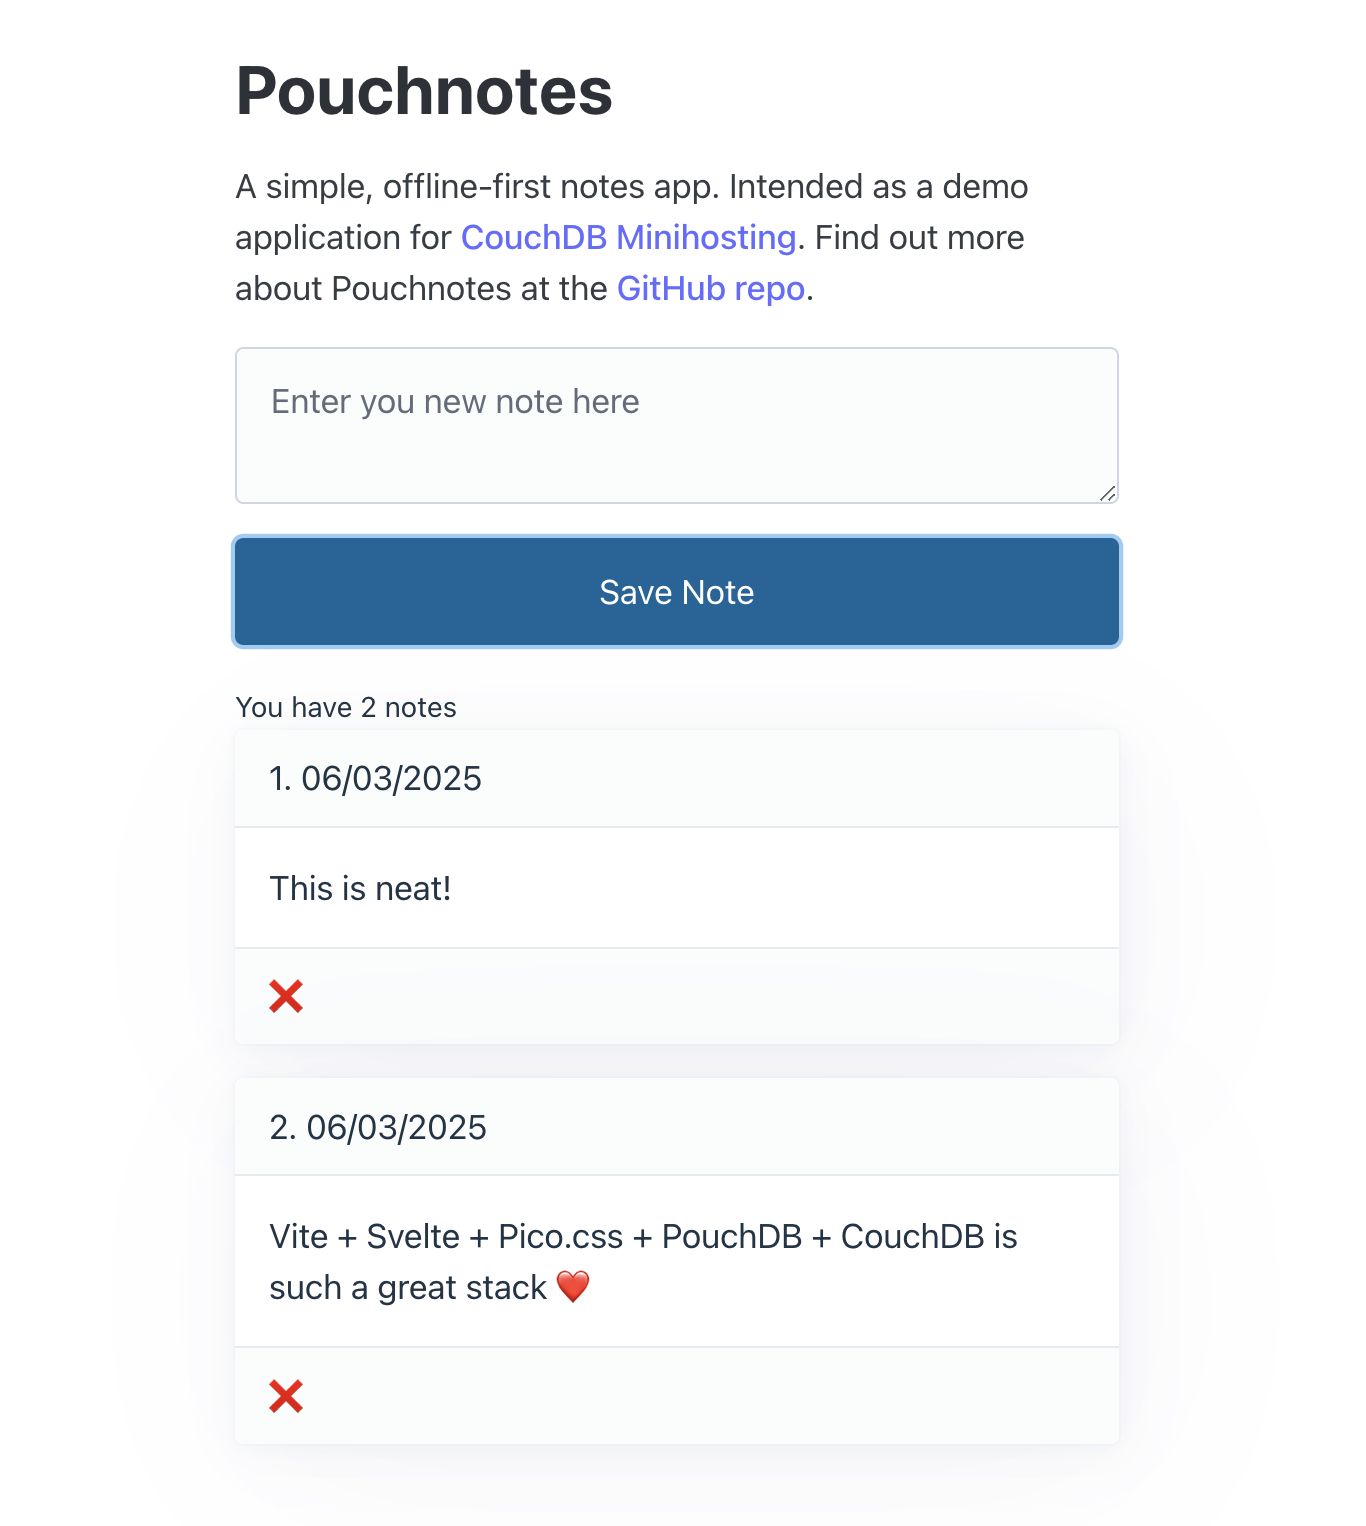 Pouchnotes
A simple, offline-first notes app. Intended as a demo
application for CouchDB Minihosting. Find out more
about Pouchnotes at the GitHub repo.
Enter you new note here
Save Note
You have 2 notes
1. 06/03/2025
This is neat!
❌
2. 06/03/2025
Vite + Svelte + Pico.css + PouchDB + CouchDB is
such a great stack ❤️
❌